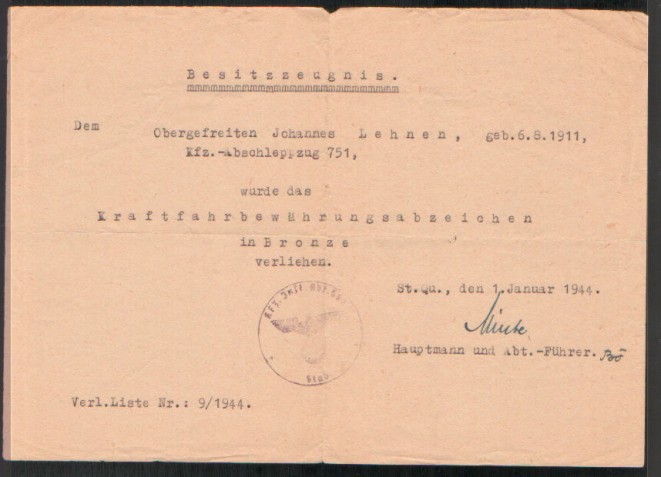 Besitzzeugnis.
Dem
Obergefreiten Johannes Lehnen, geb.6.8.1911,
Kfz.-Abschleppzug 751,
wurde das
Kraftfahrbewährungsabzeichen
in Bronze
verliehen.
St.Qu., den 1.Januar 1944.
Hauptmann und Abt.-Führer.
Stab
Verl.Liste Nr.: 9/1944.